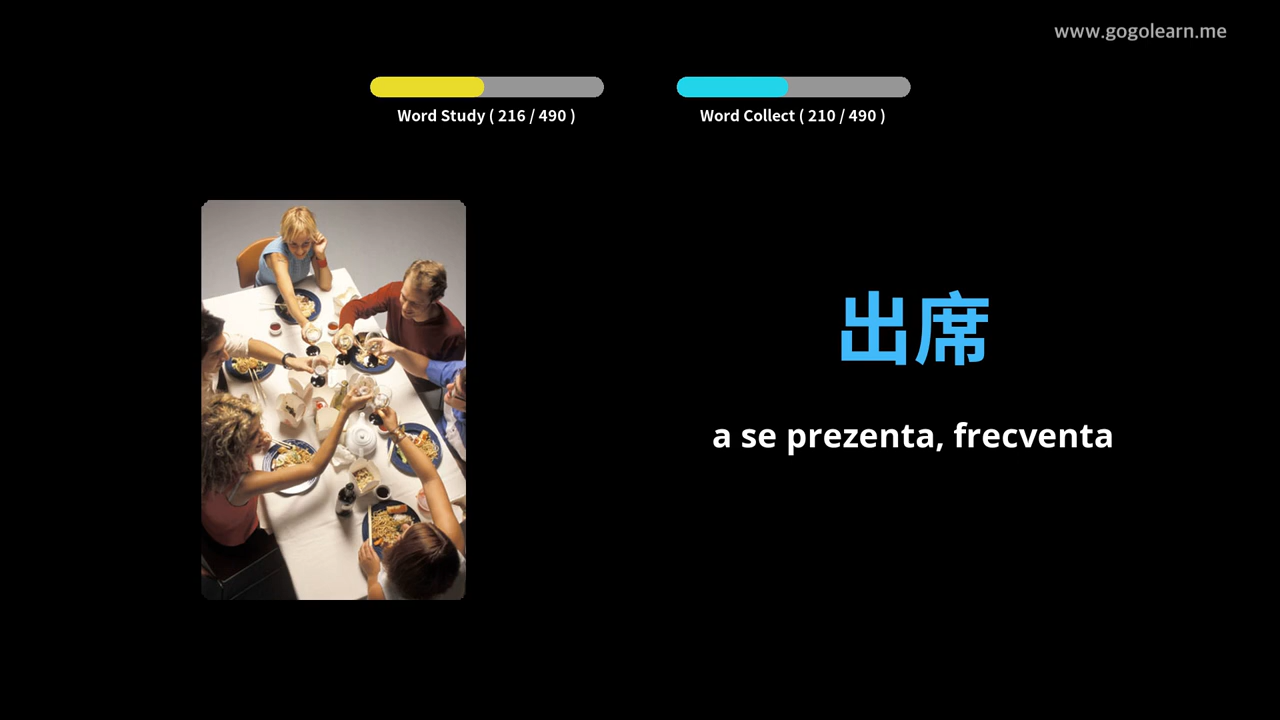 www.gogolearn.me
Word Study ( 216 / 490 )
Word Collect ( 210 / 490 )
出席
a se prezenta, frecventa